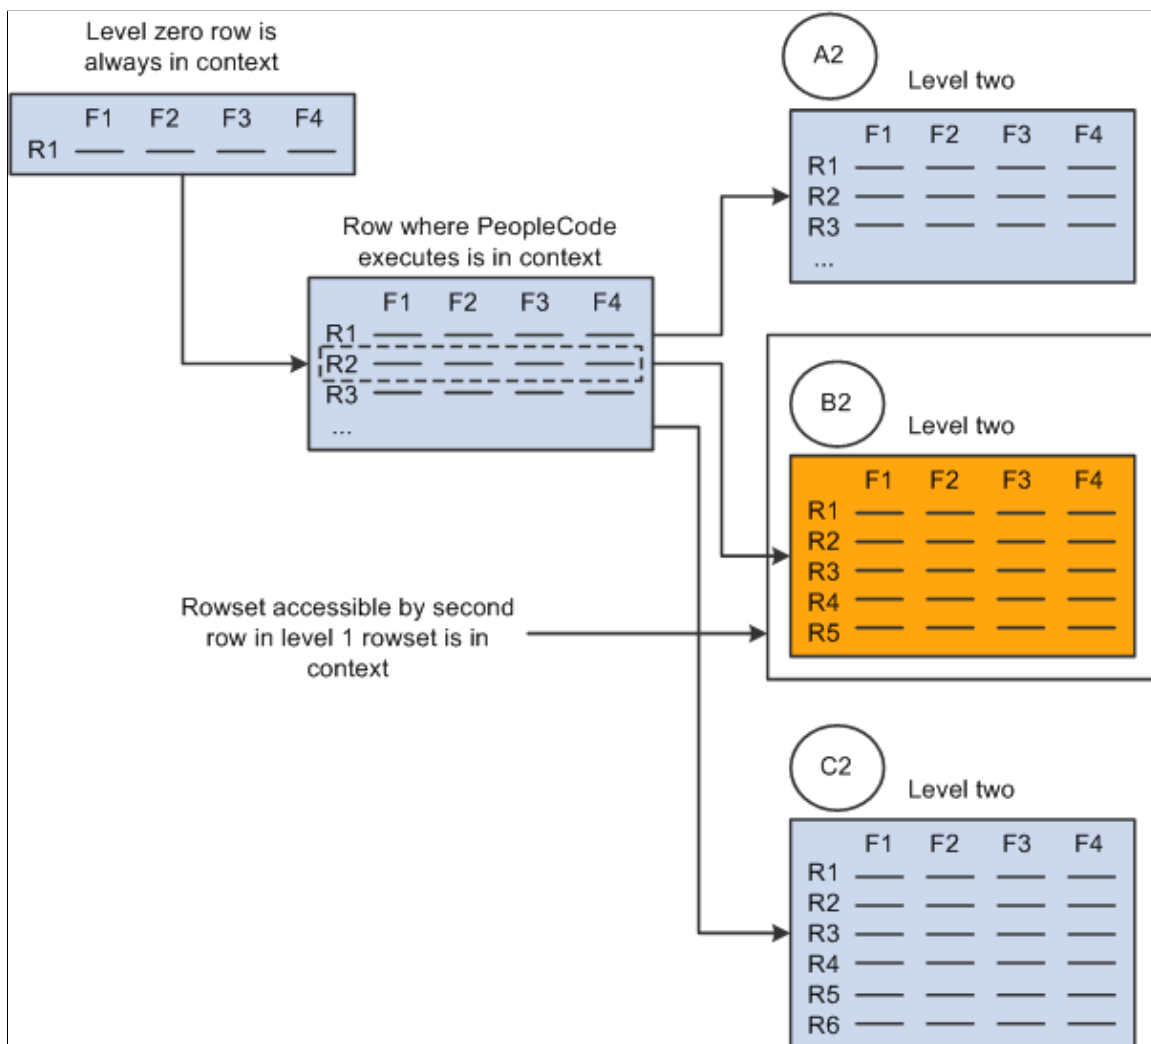 Level zero row is
always in context
F1 F2 F3 F4
R1
Row where PeopleCode
executes is in context
F1 F2 F3 F4
R1
R2
R3
...
Rowset accessible by second
row in level 1 rowset is in
context
A2
Level two
F1 F2 F3 F4
R1
R2
R3
...
B2
Level two
F1 F2 F3 F4
R1
R2
R3
R4
R5
C2
Level two
F1 F2 F3 F4
R1
R2
R3
R4
R5
R6